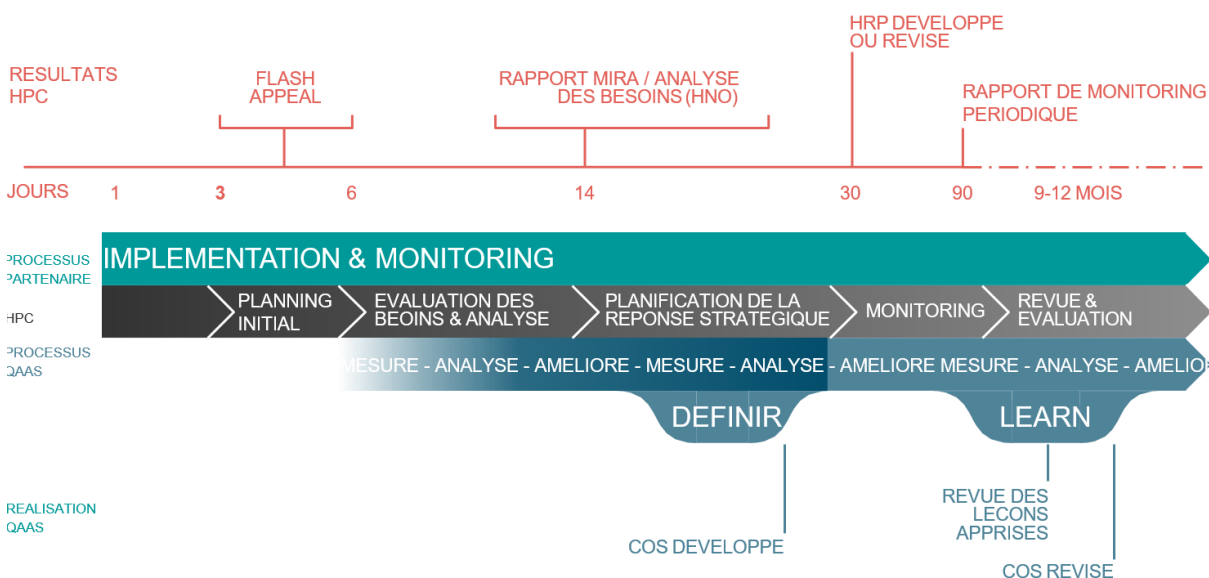 HRP DEVELOPPE
OU REVISE
RESULTATS
HPC
FLASH
APPEAL
RAPPORT MIRA / ANALYSE
DES BESOINS (HNO)
RAPPORT DE MONITORING
PERIODIQUE
JOURS 1 3 6 14 30 90 9-12 MOIS
PROCESSUS
PARTENAIRE
IMPLEMENTATION & MONITORING
HPC
PLANNING
INITIAL
EVALUATION DES
BEOINS & ANALYSE
PLANIFICATION DE LA
REPONSE STRATEGIQUE
MONITORING
REVUE &
EVALUATION
PROCESSUS
QAAS
MESURE - ANALYSE - AMELIORE - MESURE - ANALYSE - AMELIORE MESURE - ANALYSE - AMELIO
DEFINIR
LEARN
REALISATION
QAAS
COS DEVELOPPE
REVUE DES
LECONS
APPRISES
COS REVISE